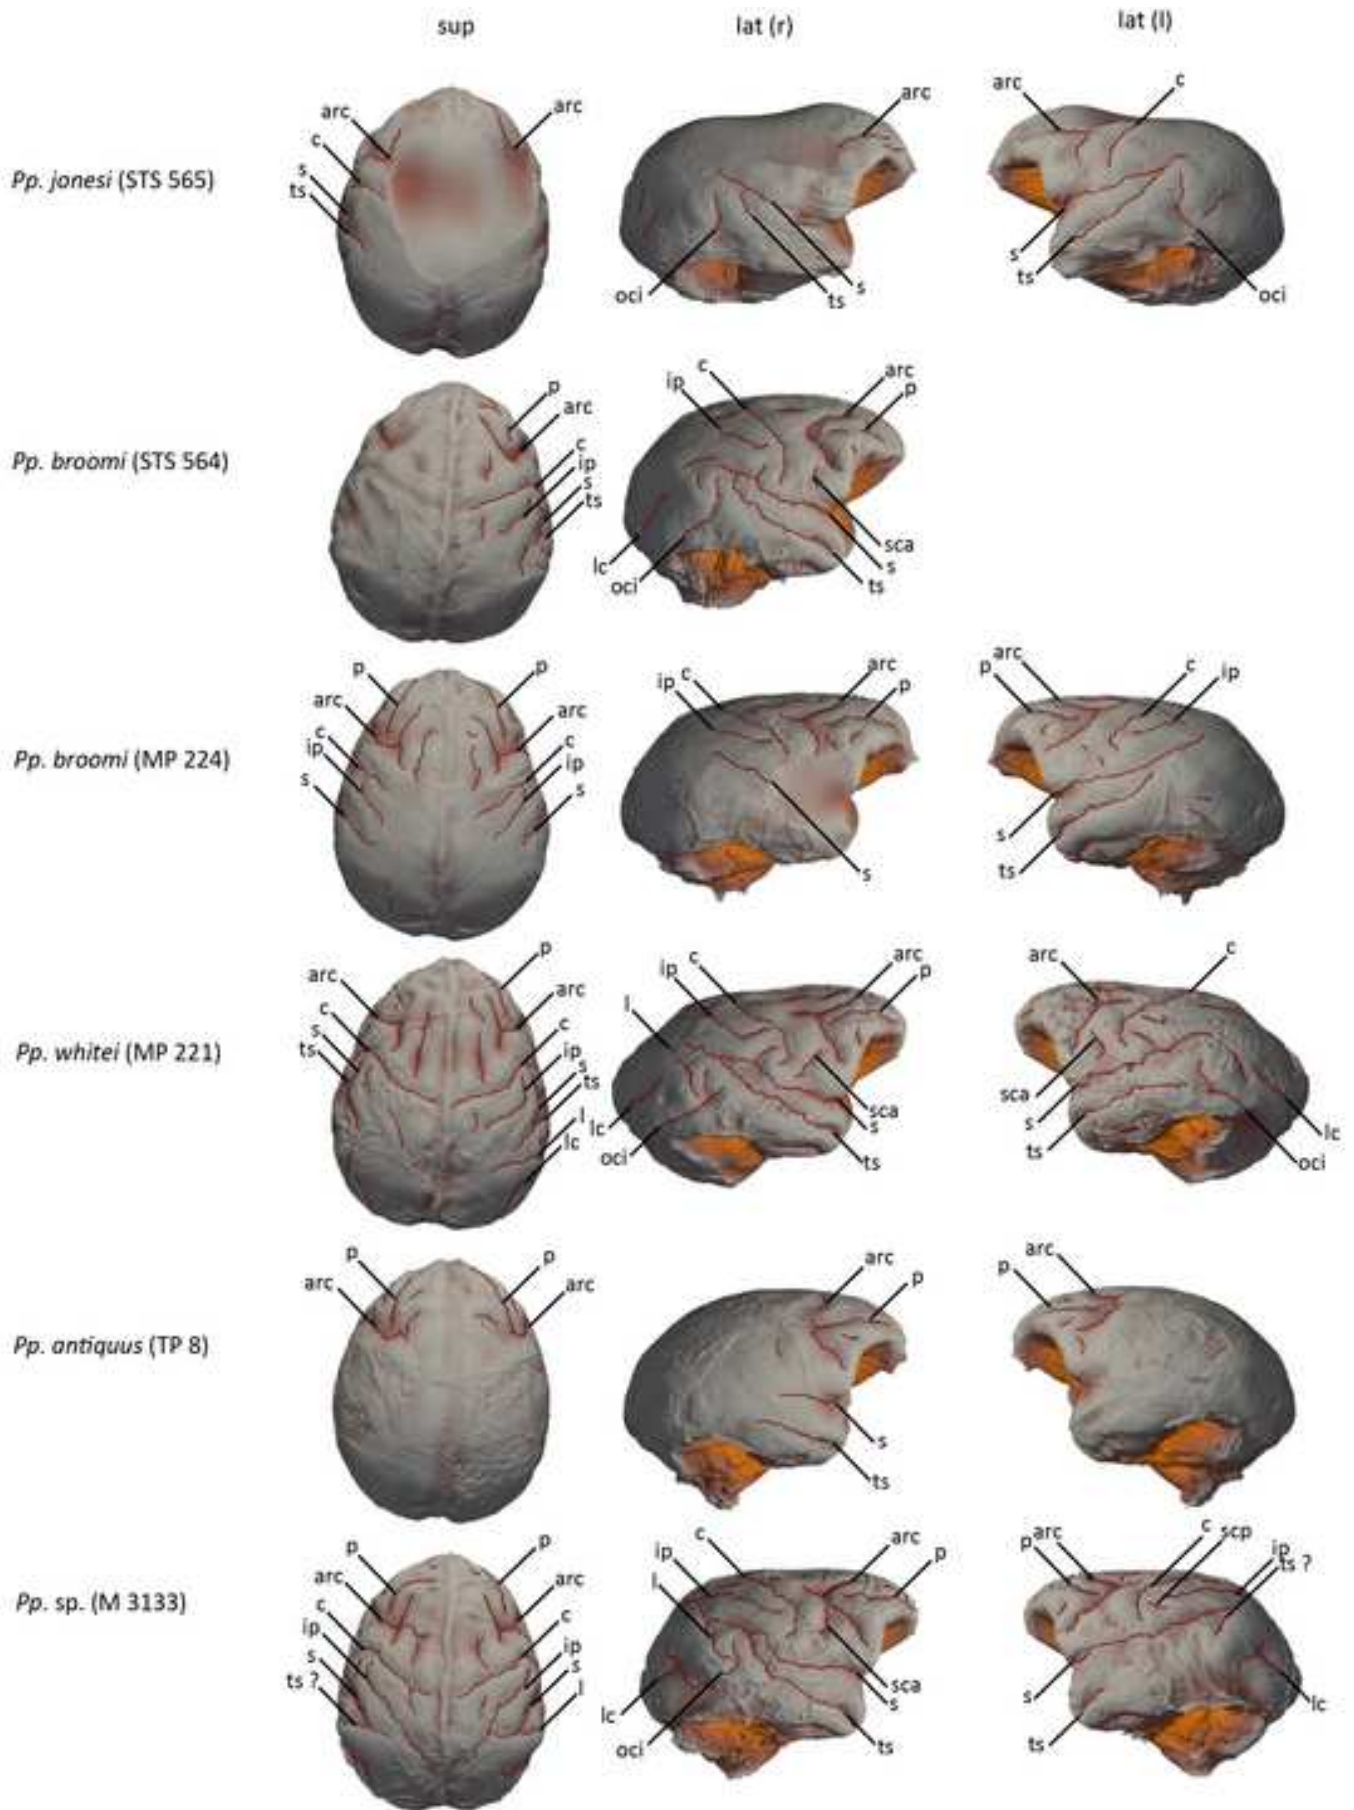 sup lat (r) lat (l)
arc arc arc arc c
c
s
ts
Pp. jonesi (STS 565)
oci ts s s ts oci
p arc c ip s ts
c ip arc p
Pp. broomi (STS 564)
lc oci sca s ts
p p
arc arc
c c
ip ip
s s
ip c arc p
s
p arc c ip
s
ts
Pp. broomi (MP 224)
p
arc arc
c c
s ip
ts s
ts
l
lc
ip c arc p
l
lc
oci
sca
s
ts
arc c
sca
s
ts
lc
oci
Pp. whitei (MP 221)
p p
arc arc
arc
p
s
ts
arc
p
Pp. antiquus (TP 8)
p p
arc arc
c c
ip ip
s s
ts ? l
c arc p
ip
l
lc
oci
sca
s
ts
p arc c scp ip
ts ?
s
ts
lc
Pp. sp. (M 3133)